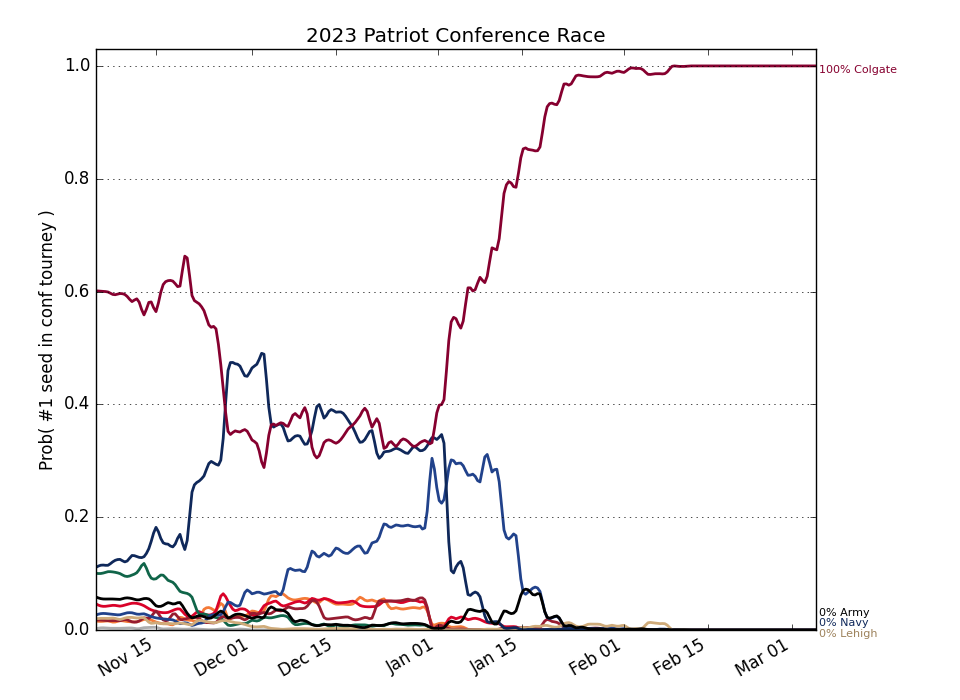 2023 Patriot Conference Race
Prob( #1 seed in conf tourney )
1.0
0.8
0.6
0.4
0.2
0.0
Nov 15
Dec 01
Dec 15
Jan 01
Jan 15
Feb 01
Feb 15
Mar 01
100% Colgate
0% Army
0% Navy
0% Lehigh